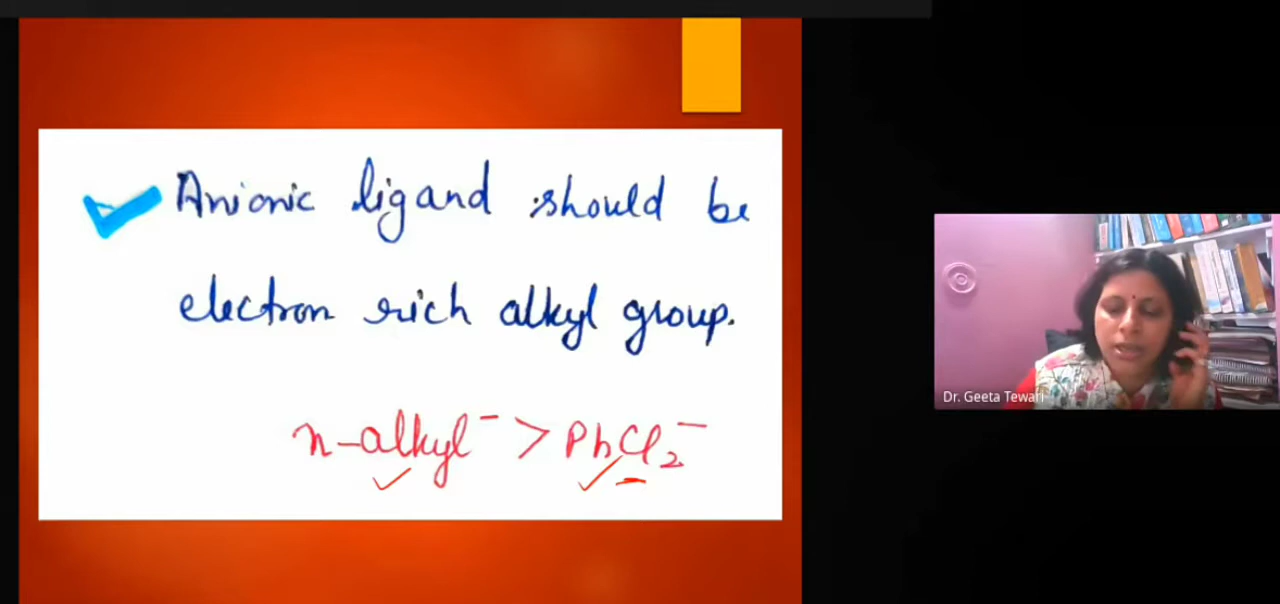 Anionic ligand should be
electron rich alkyl group.
n-alkyl⁻ > PhCl₂⁻
Dr. Geeta Tewari